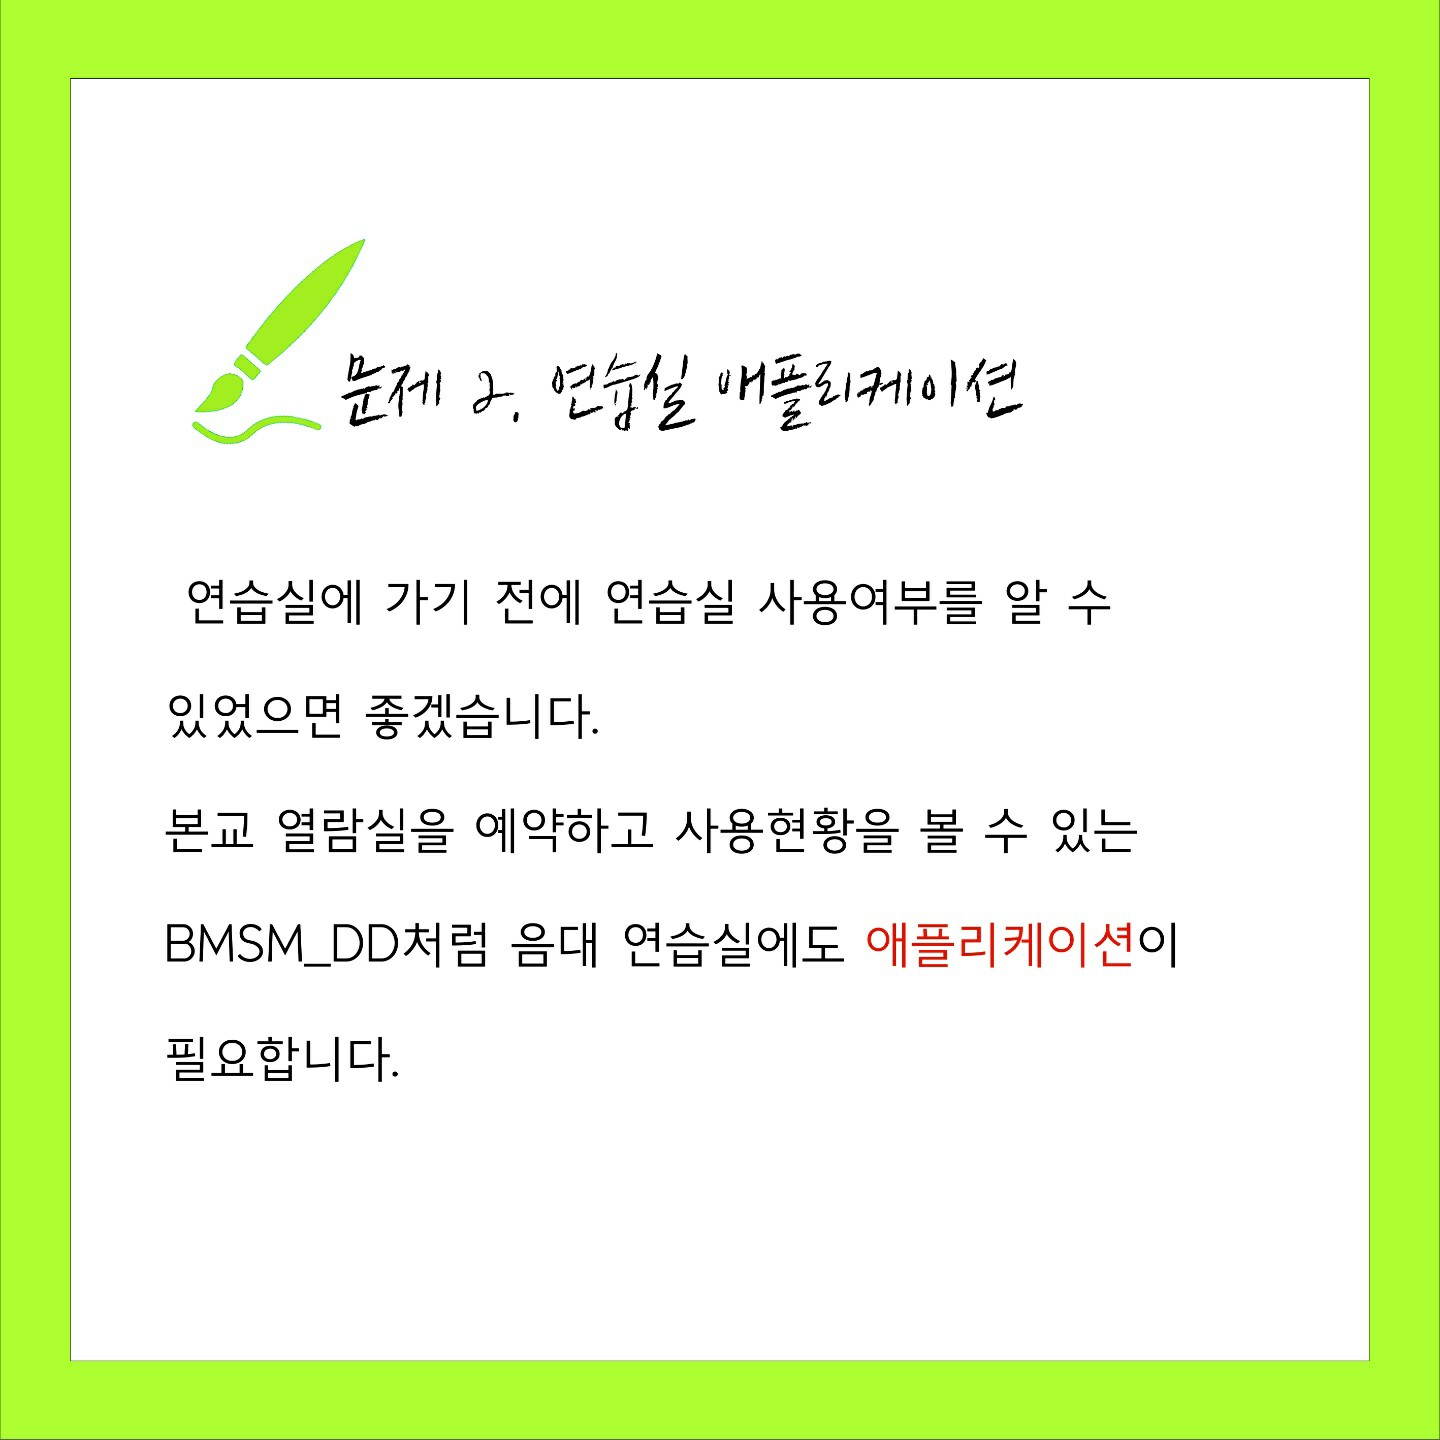 문제 2. 연습실 애플리케이션
연습실에 가기 전에 연습실 사용여부를 알 수
있었으면 좋겠습니다.
본교 열람실을 예약하고 사용현황을 볼 수 있는
BMSM_DD처럼 음대 연습실에도 애플리케이션이
필요합니다.